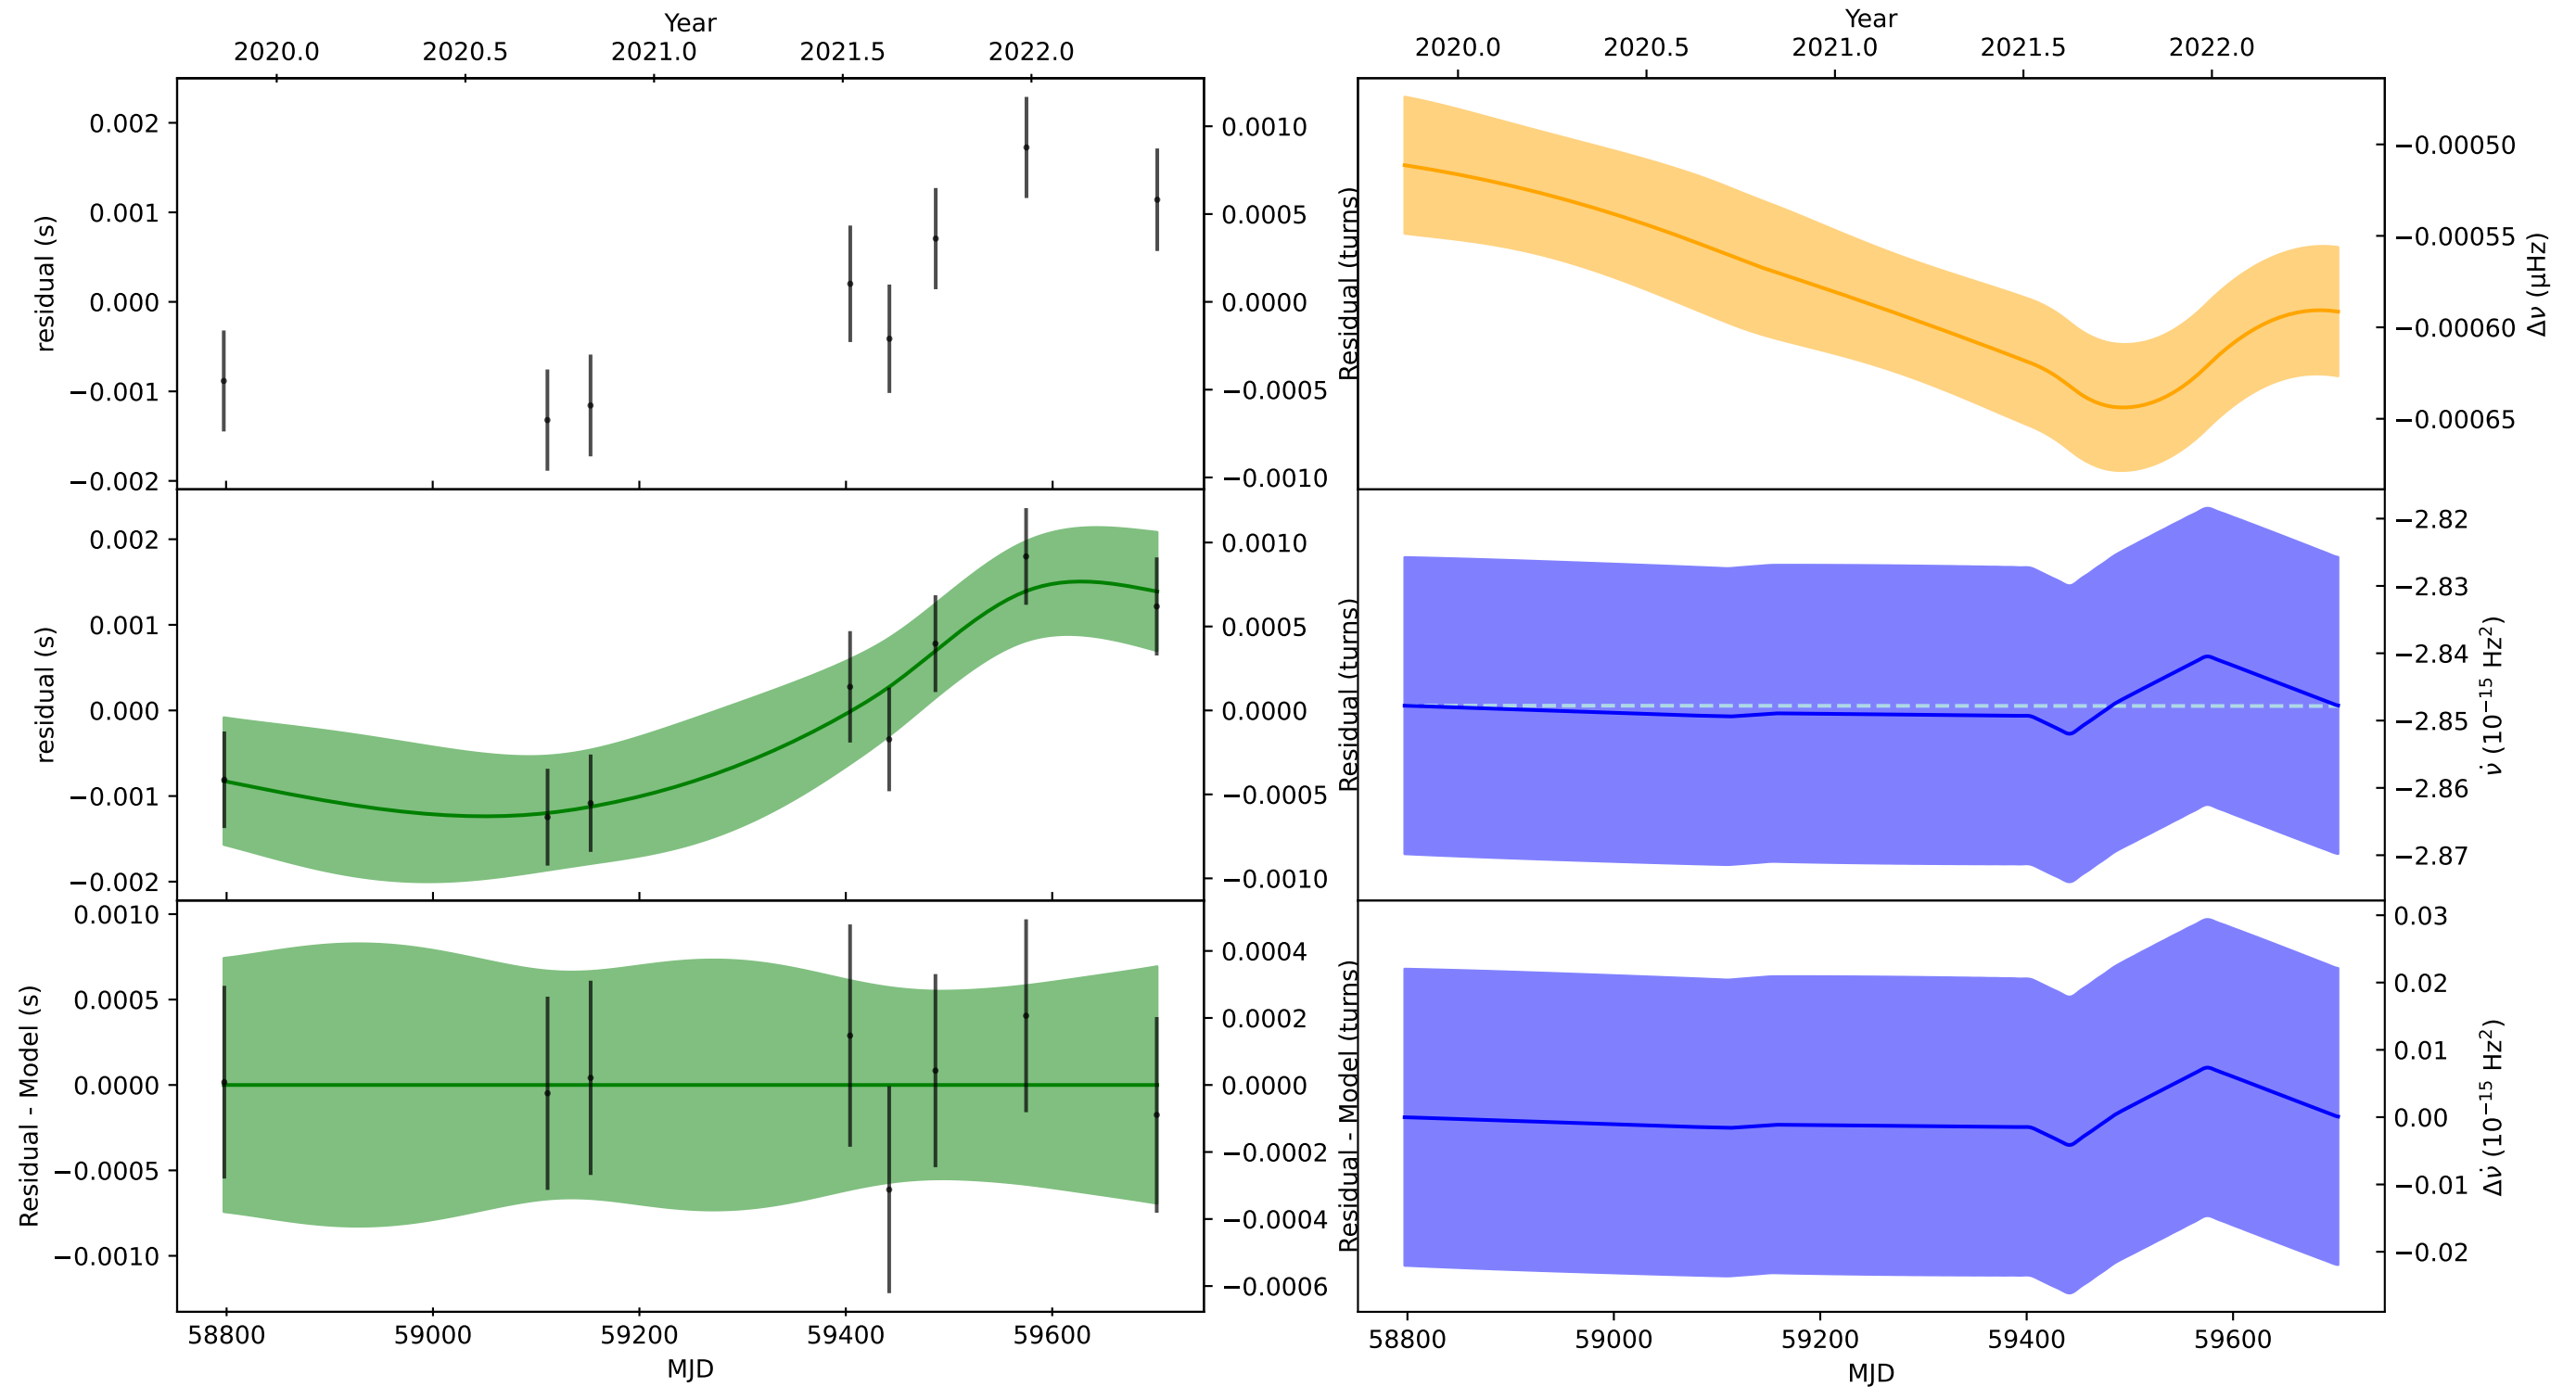 Year
2020.0 2020.5 2021.0 2021.5 2022.0
0.002
0.001
0.000
−0.001
−0.002
residual (s)
0.0010
0.0005
0.0000
−0.0005
−0.0010
Residual (turns)
0.002
0.001
0.000
−0.001
−0.002
residual (s)
0.0010
0.0005
0.0000
−0.0005
−0.0010
Residual (turns)
0.0010
0.0005
0.0000
−0.0005
−0.0010
Residual - Model (s)
0.0004
0.0002
0.0000
−0.0002
−0.0004
−0.0006
Residual - Model (turns)
58800 59000 59200 59400 59600
MJD
Year
2020.0 2020.5 2021.0 2021.5 2022.0
−0.00050
−0.00055
−0.00060
−0.00065
Δν (μHz)
−2.82
−2.83
−2.84
−2.85
−2.86
−2.87
ν̇ (10⁻¹⁵ Hz²)
0.03
0.02
0.01
0.00
−0.01
−0.02
Δν̇ (10⁻¹⁵ Hz²)
58800 59000 59200 59400 59600
MJD